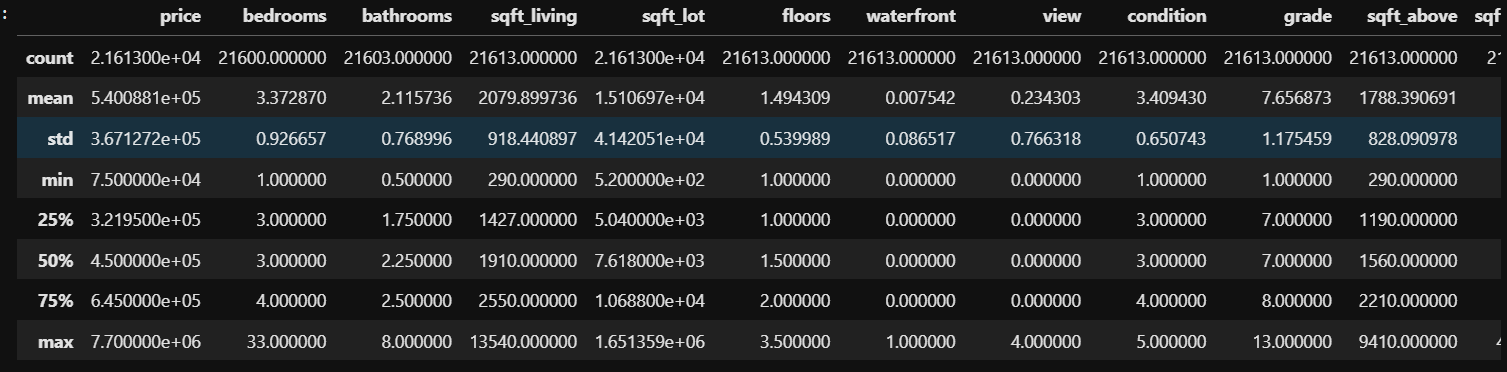 : price bedrooms bathrooms sqft_living sqft_lot floors waterfront view condition grade sqft_above sqf
count 2.161300e+04 21600.000000 21603.000000 21613.000000 2.161300e+04 21613.000000 21613.000000 21613.000000 21613.000000 21613.000000 21613.000000 21
mean 5.400881e+05 3.372870 2.115736 2079.899736 1.510697e+04 1.494309 0.007542 0.234303 3.409430 7.656873 1788.390691
std 3.671272e+05 0.926657 0.768996 918.440897 4.142051e+04 0.539989 0.086517 0.766318 0.650743 1.175459 828.090978
min 7.500000e+04 1.000000 0.500000 290.000000 5.200000e+02 1.000000 0.000000 0.000000 1.000000 1.000000 290.000000
25% 3.219500e+05 3.000000 1.750000 1427.000000 5.040000e+03 1.000000 0.000000 0.000000 3.000000 7.000000 1190.000000
50% 4.500000e+05 3.000000 2.250000 1910.000000 7.618000e+03 1.500000 0.000000 0.000000 3.000000 7.000000 1560.000000
75% 6.450000e+05 4.000000 2.500000 2550.000000 1.068800e+04 2.000000 0.000000 0.000000 4.000000 8.000000 2210.000000
max 7.700000e+06 33.000000 8.000000 13540.000000 1.651359e+06 3.500000 1.000000 4.000000 5.000000 13.000000 9410.000000